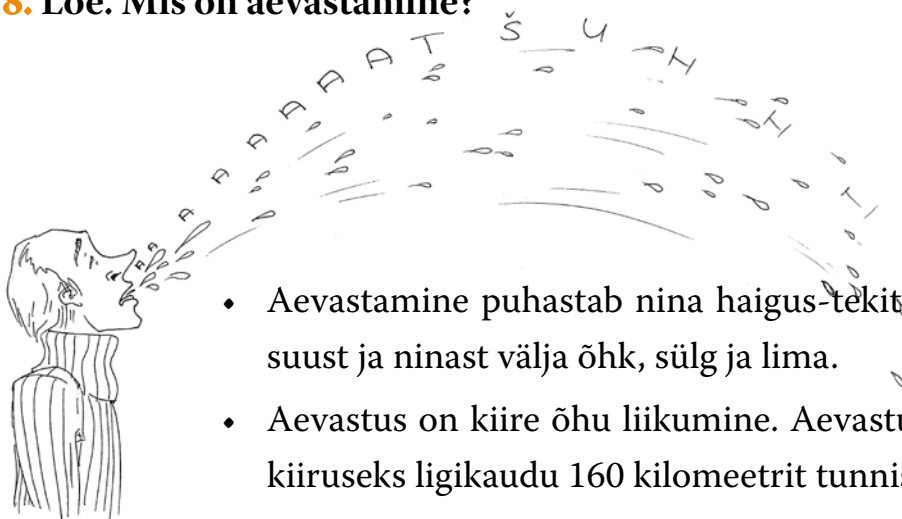 8. Loe. Mis on aevastamine?
A A A A A A A A A T Š U H H T I
Aevastamine puhastab nina haigus-tekit
suust ja ninast välja õhk, sülg ja lima.
Aevastus on kiire õhu liikumine. Aevastu
kiiruseks ligikaudu 160 kilomeetrit tunnis